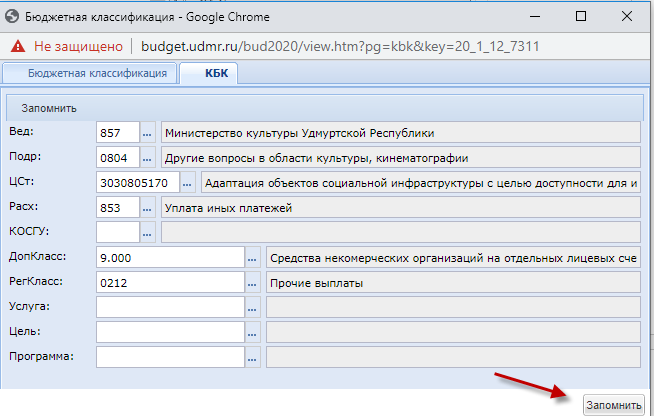 Бюджетная классификация - Google Chrome
Не защищено | budget.udmr.ru/bud2020/view.htm?pg=kbk&key=20_1_12_7311
Бюджетная классификация КБК
Запомнить
Вед: 857 ... Министерство культуры Удмуртской Республики
Подр: 0804 ... Другие вопросы в области культуры, кинематографии
ЦСт: 3030805170 ... Адаптация объектов социальной инфраструктуры с целью доступности для и
Расх: 853 ... Уплата иных платежей
КОСГУ: ...
ДопКласс: 9.000 ... Средства некомерческих организаций на отдельных лицевых сче
РегКласс: 0212 ... Прочие выплаты
Услуга: ...
Цель: ...
Программа: ...
Запомнить